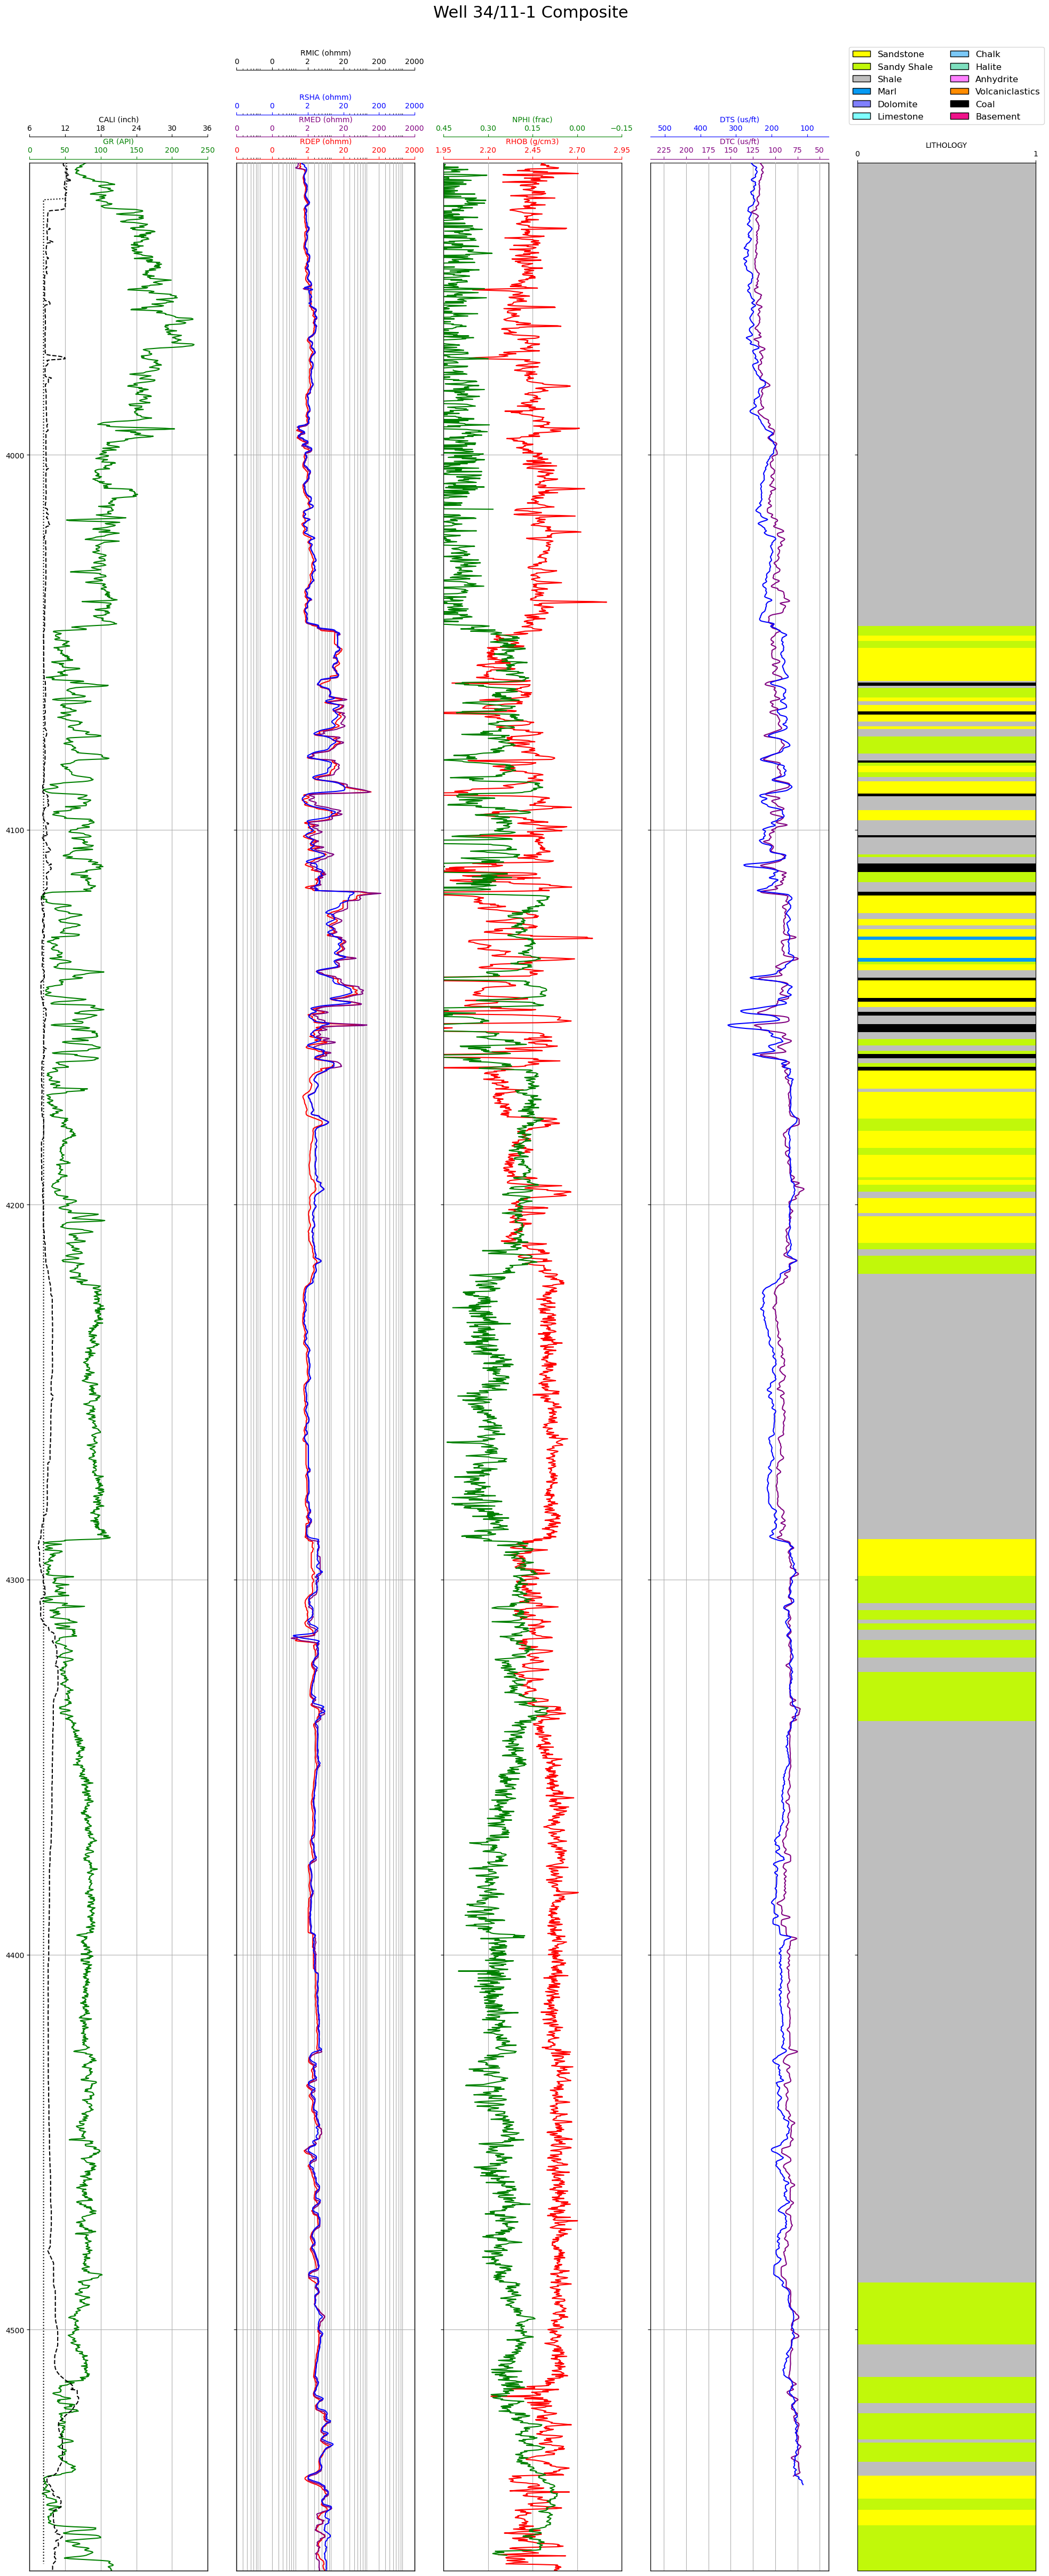 Well 34/11-1 Composite
RMIC (ohmm)
0 0 2 20 200 2000
RSHA (ohmm)
0 0 2 20 200 2000
CALI (inch)
6 12 18 24 30 36
GR (API)
0 50 100 150 200 250
RMED (ohmm)
0 0 2 20 200 2000
RDEP (ohmm)
0 0 2 20 200 2000
NPHI (frac)
0.45 0.30 0.15 0.00 −0.15
RHOB (g/cm3)
1.95 2.20 2.45 2.70 2.95
DTS (us/ft)
500 400 300 200 100
DTC (us/ft)
225 200 175 150 125 100 75 50
Sandstone
Sandy Shale
Shale
Marl
Dolomite
Limestone
Chalk
Halite
Anhydrite
Volcaniclastics
Coal
Basement
LITHOLOGY
0 1
4000
4100
4200
4300
4400
4500